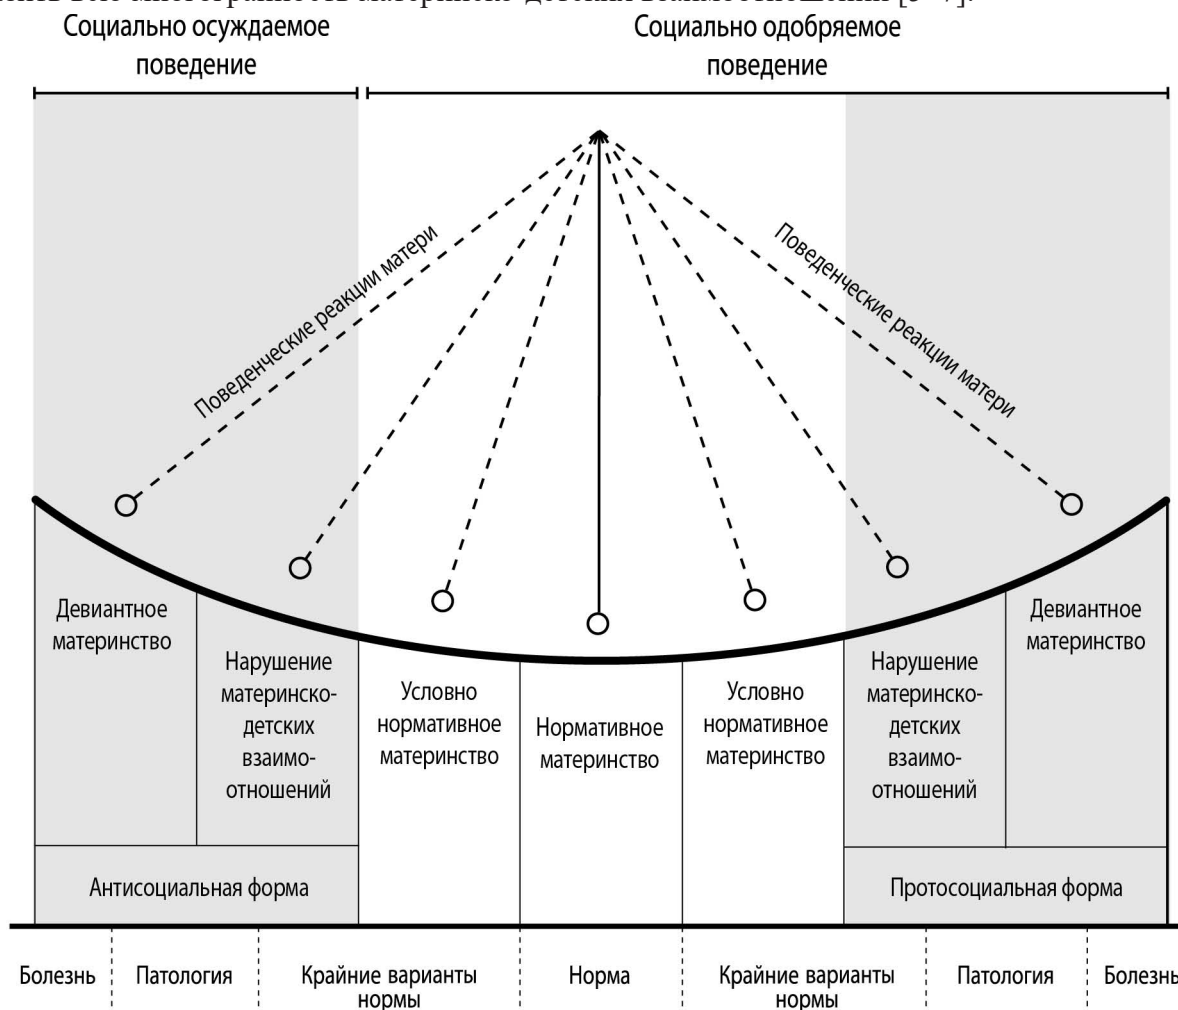 Социально осуждаемое
поведение
Социально одобряемое
поведение
Поведенческие реакции матери
Поведенческие реакции матери
Девиантное
материнство
Нарушение
материнско-
детских
взаимо-
отношений
Условно
нормативное
материнство
Нормативное
материнство
Условно
нормативное
материнство
Нарушение
материнско-
детских
взаимо-
отношений
Девиантное
материнство
Антисоциальная форма
Протосоциальная форма
Болезнь
Патология
Крайние варианты
нормы
Норма
Крайние варианты
нормы
Патология
Болезнь